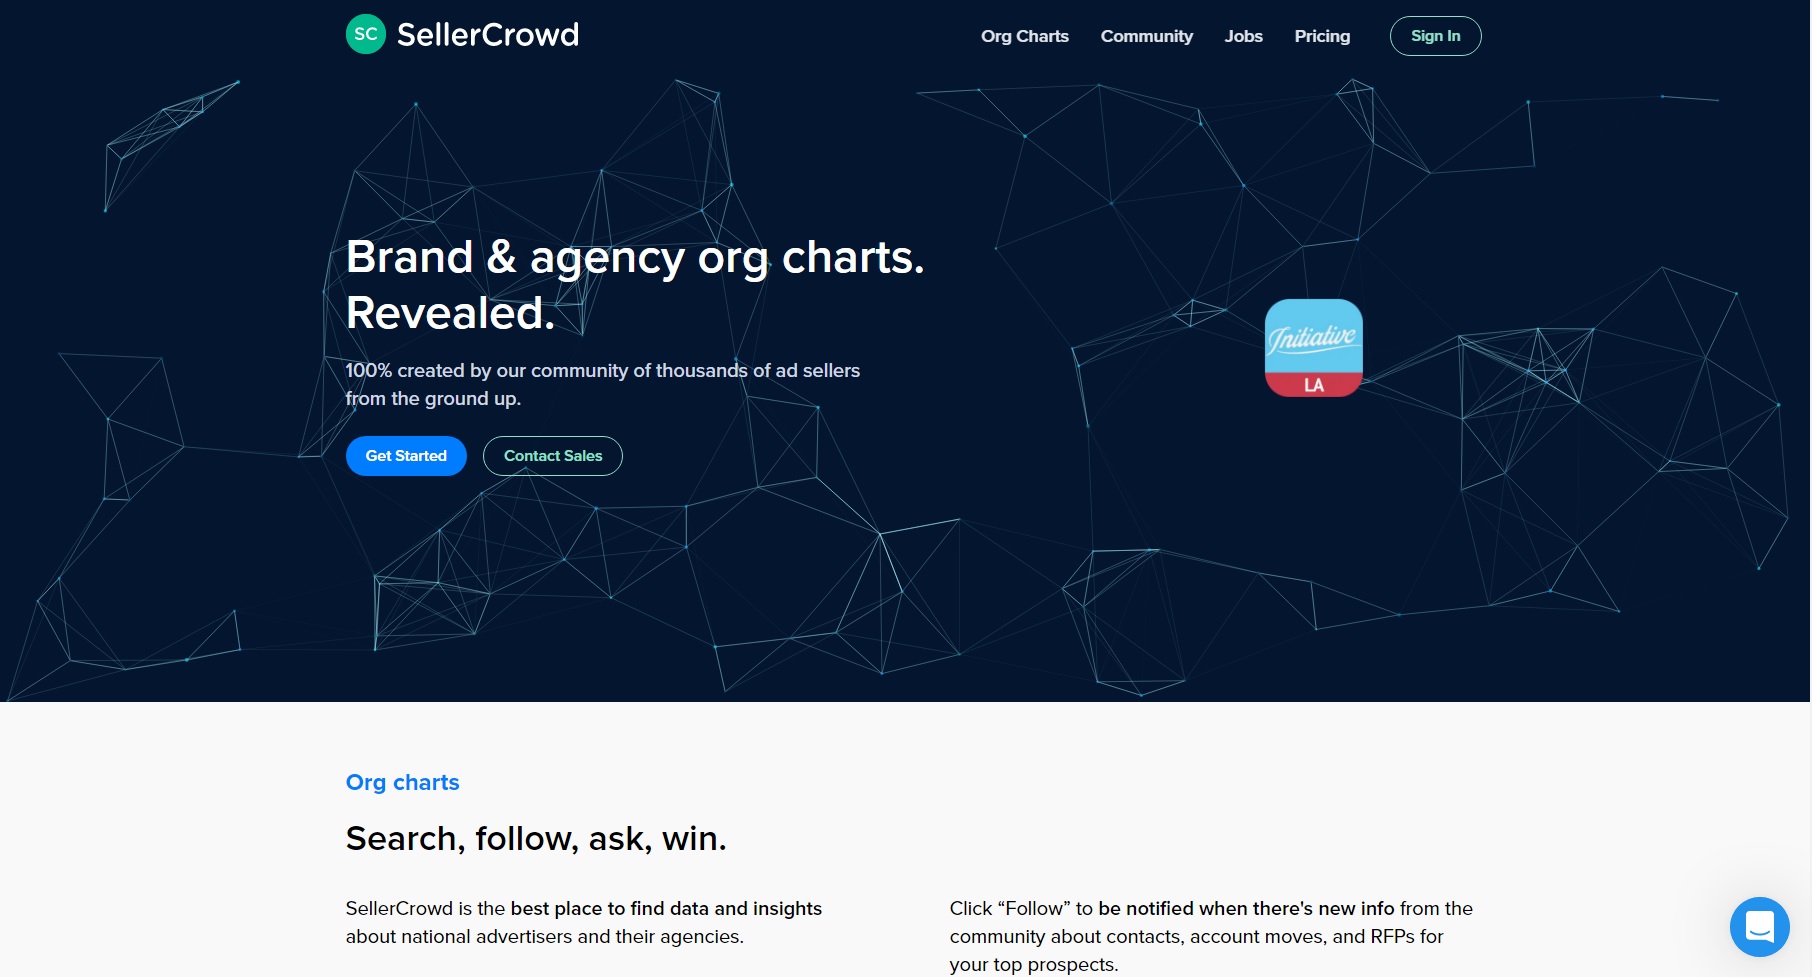 SC SellerCrowd
Org Charts Community Jobs Pricing Sign In
Brand & agency org charts.
Revealed.
100% created by our community of thousands of ad sellers
from the ground up.
Get Started Contact Sales
Initiative
LA
Org charts
Search, follow, ask, win.
SellerCrowd is the best place to find data and insights
about national advertisers and their agencies.
Click “Follow” to be notified when there's new info from the
community about contacts, account moves, and RFPs for
your top prospects.